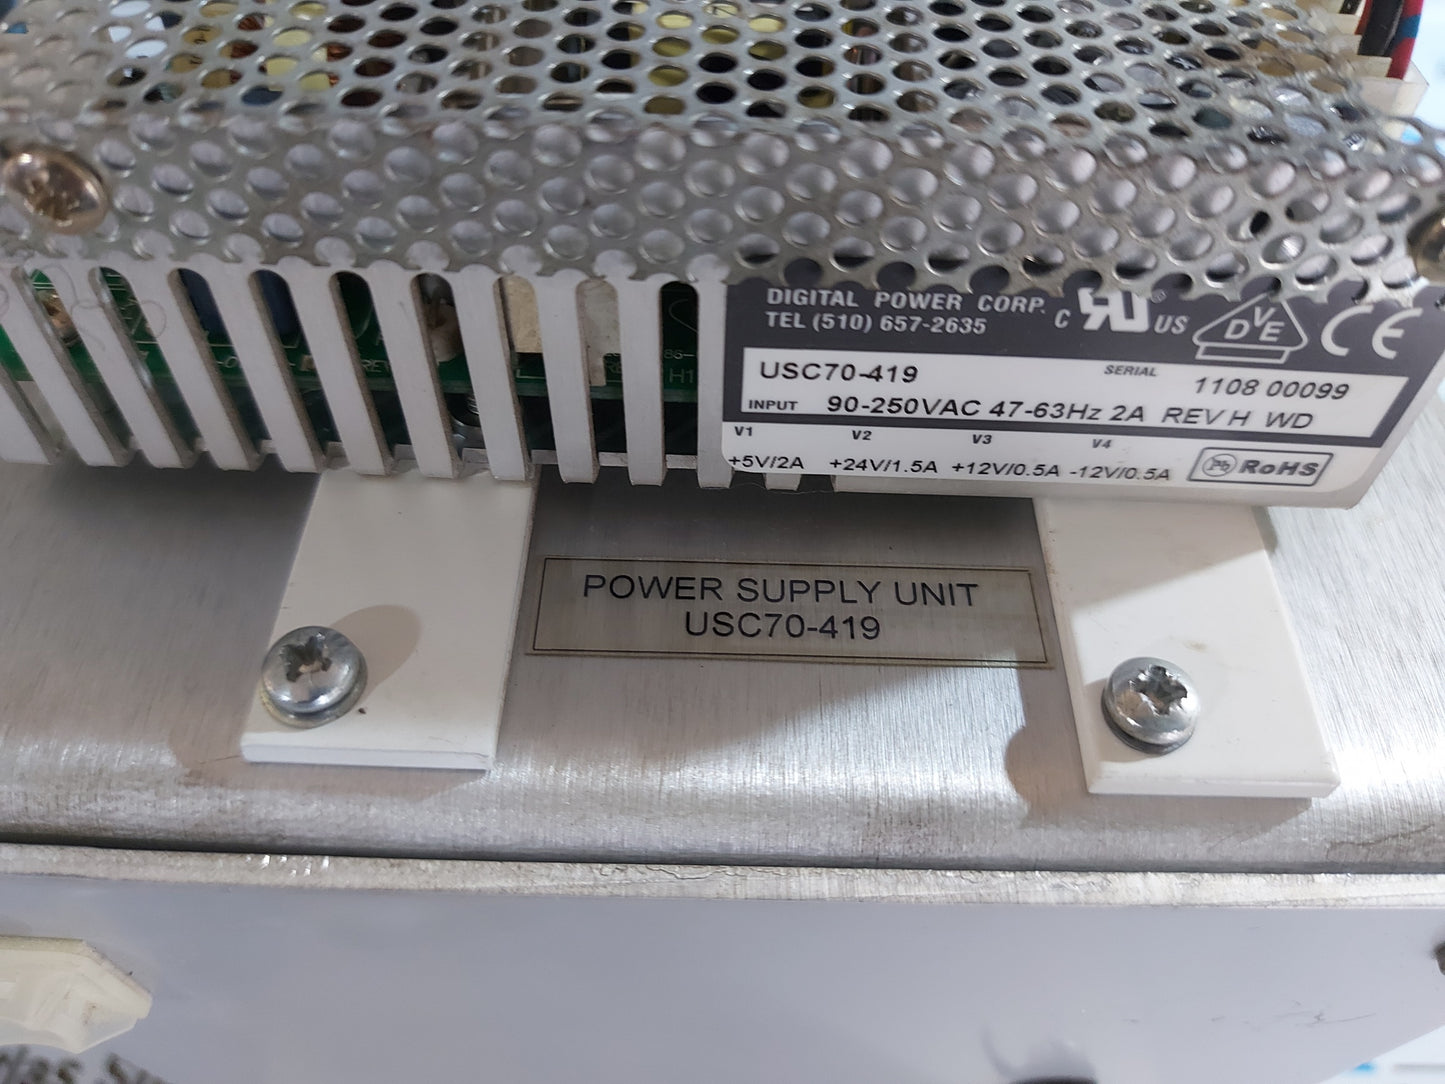 DIGITAL POWER CORP.
TEL (510) 657-2635
C RU US
D V E
CE
USC70-419
SERIAL 1108 00099
INPUT 90-250VAC 47-63Hz 2A REV H WD
V1 V2 V3 V4
+5V/2A +24V/1.5A +12V/0.5A -12V/0.5A
Pb RoHS
POWER SUPPLY UNIT
USC70-419